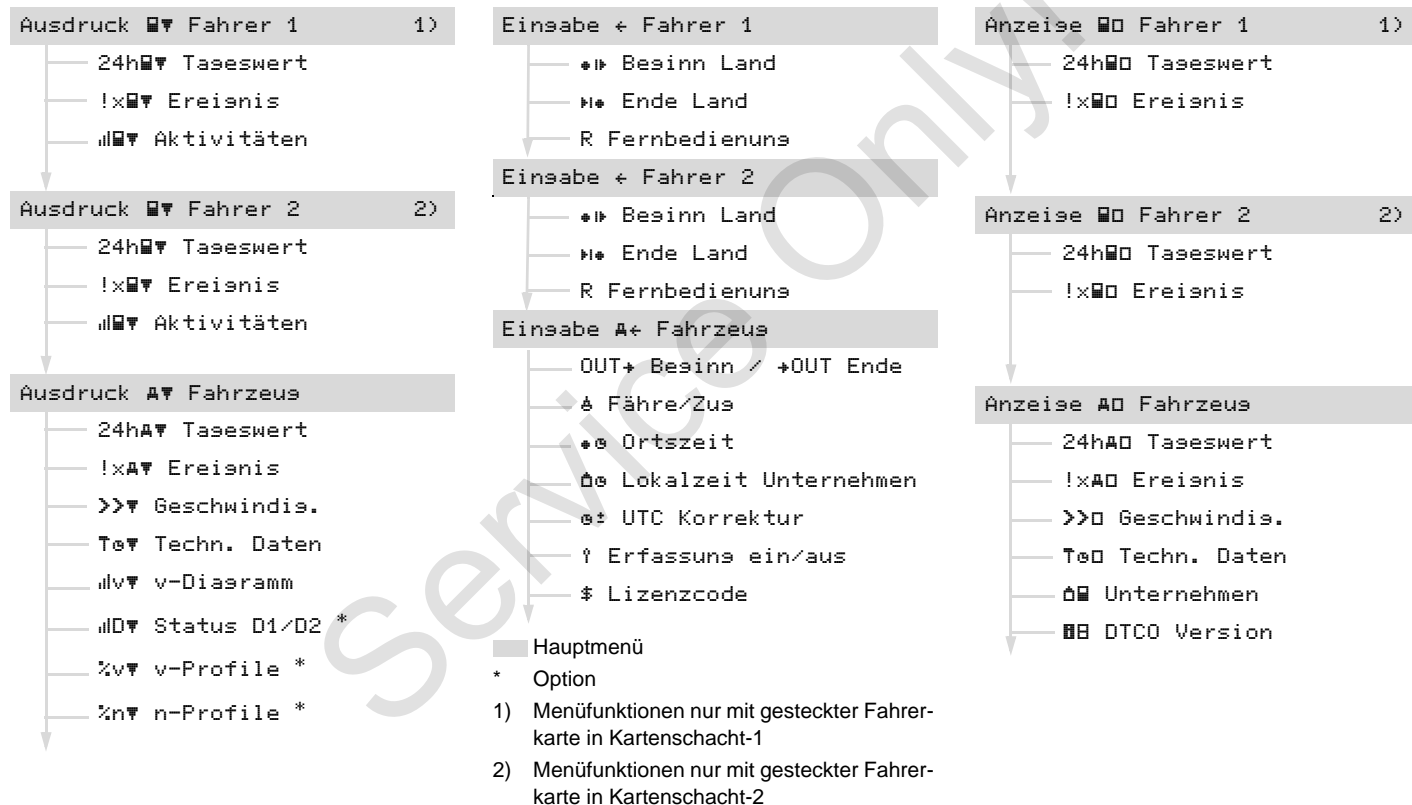 Ausdruck Fahrer 1 1)
24h Tageswert
!x Ereignis
Aktivitäten
Ausdruck Fahrer 2 2)
24h Tageswert
!x Ereignis
Aktivitäten
Ausdruck Fahrzeug
24h Tageswert
!x Ereignis
>> Geschwindig.
Techn. Daten
v v-Diagramm
D Status D1/D2 *
%v v-Profile *
%n n-Profile *
Eingabe Fahrer 1
Beginn Land
Ende Land
R Fernbedienung
Eingabe Fahrer 2
Beginn Land
Ende Land
R Fernbedienung
Eingabe Fahrzeug
OUT→ Beginn / →OUT Ende
Fähre/Zug
Ortszeit
Lokalzeit Unternehmen
UTC Korrektur
Erfassung ein/aus
Lizenzcode
Hauptmenü
* Option
1) Menüfunktionen nur mit gesteckter Fahrer-
karte in Kartenschacht-1
2) Menüfunktionen nur mit gesteckter Fahrer-
karte in Kartenschacht-2
Anzeige Fahrer 1 1)
24h Tageswert
!x Ereignis
Anzeige Fahrer 2 2)
24h Tageswert
!x Ereignis
Anzeige Fahrzeug
24h Tageswert
!x Ereignis
>> Geschwindig.
Techn. Daten
Unternehmen
DTCO Version
Service Only!